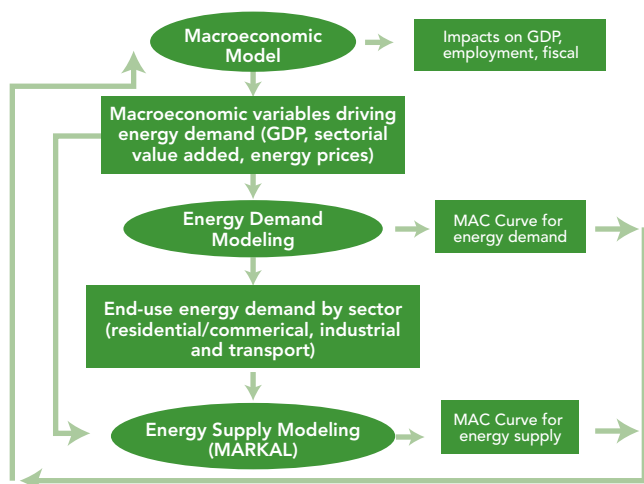 Macroeconomic
Model
Impacts on GDP,
employment, fiscal
Macroeconomic variables driving
energy demand (GDP, sectorial
value added, energy prices)
Energy Demand
Modeling
MAC Curve for
energy demand
End-use energy demand by sector
(residential/commerical, industrial
and transport)
Energy Supply Modeling
(MARKAL)
MAC Curve for
energy supply